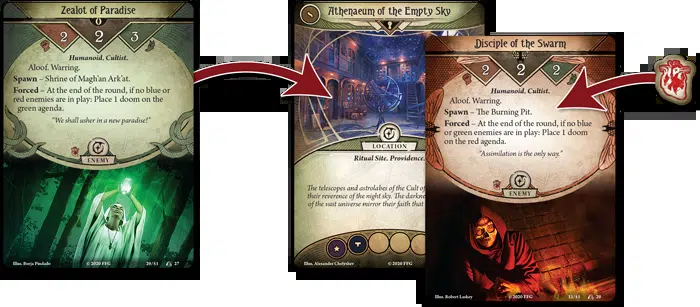 Zealot of Paradise
0
2 2 3
Humanoid. Cultist.
Aloof. Warring.
Spawn – Shrine of Magh'an Ark'at.
Forced – At the end of the round, if no blue or
red enemies are in play: Place 1 doom on the
green agenda.
"We shall usher in a new paradise!"
ENEMY
Illus. Borja Pindado
© 2020 FFG
27
Athenaeum of the Empty Sky
LOCATION
Ritual Site. Providence.
The telescopes and astrolabes of the Cult of
their reverence of the night sky. The darkne
of the vast universe mirror their faith that
Illus. Alexandr Elichev
© 2020 FFG
Disciple of the Swarm
2 2 2
Humanoid. Cultist.
Aloof. Warring.
Spawn – The Burning Pit.
Forced – At the end of the round, if no blue
or green enemies are in play: Place 1 doom
on the red agenda.
"Assimilation is the only way."
ENEMY
Illus. Robert Laskey
© 2020 FFG
20